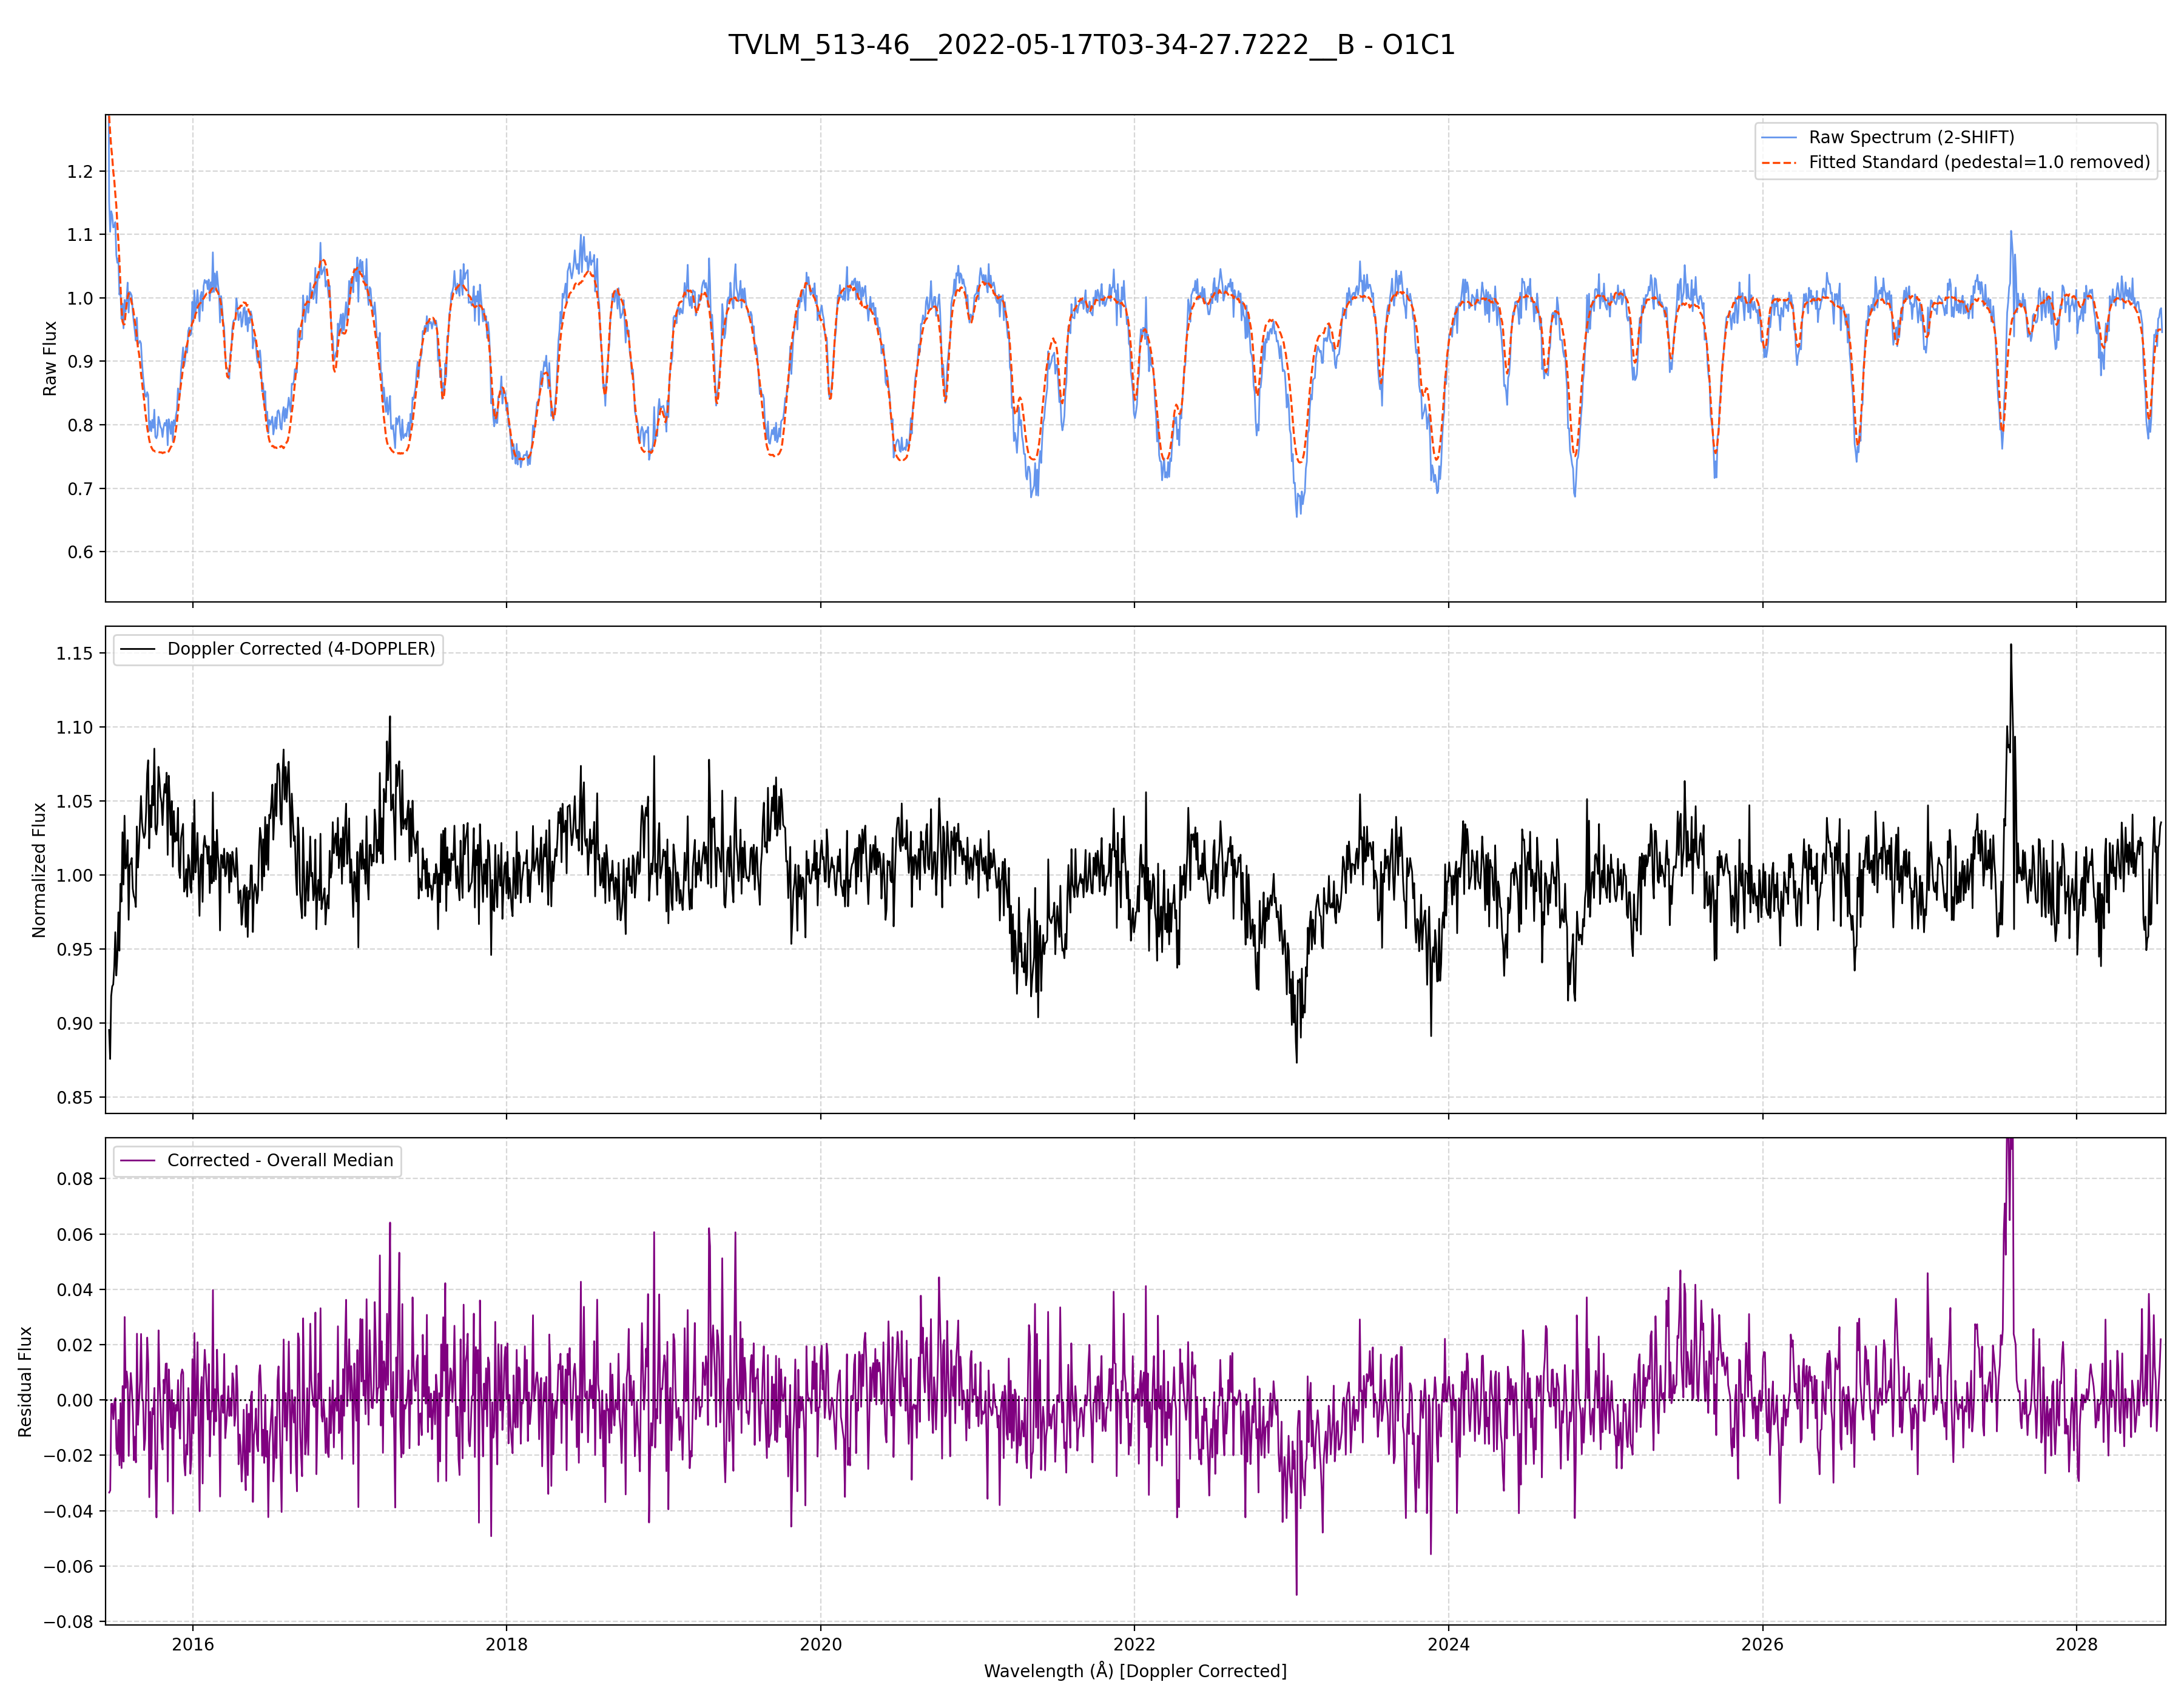 TVLM_513-46__2022-05-17T03-34-27.7222__B - O1C1
Raw Spectrum (2-SHIFT)
Fitted Standard (pedestal=1.0 removed)
Raw Flux
1.2
1.1
1.0
0.9
0.8
0.7
0.6
Doppler Corrected (4-DOPPLER)
Normalized Flux
1.15
1.10
1.05
1.00
0.95
0.90
0.85
Corrected - Overall Median
Residual Flux
0.08
0.06
0.04
0.02
0.00
−0.02
−0.04
−0.06
−0.08
2016 2018 2020 2022 2024 2026 2028
Wavelength (Å) [Doppler Corrected]